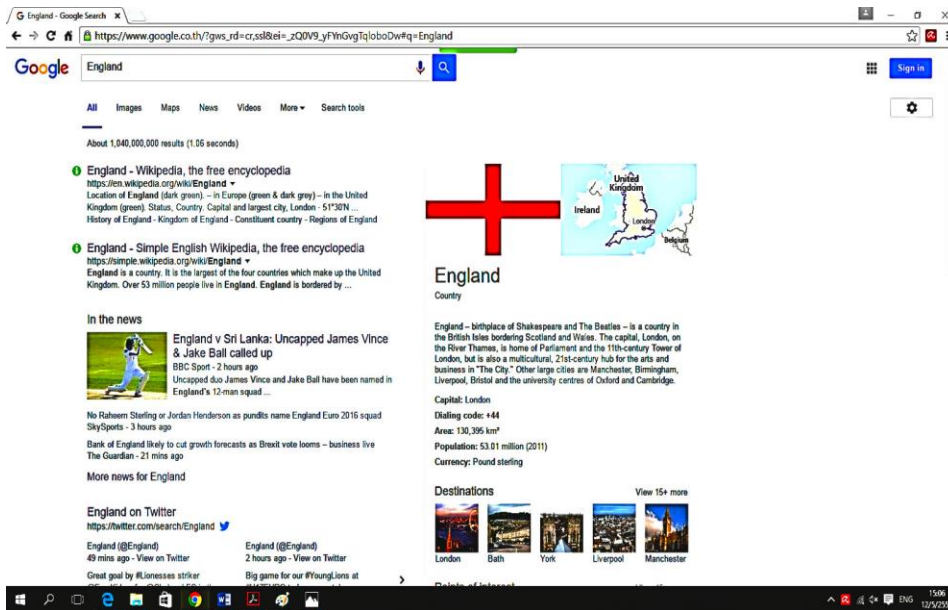 England - Google Search
https://www.google.co.th/?gws_rd=cr,ssl&ei=_zQ0V9_yFYnGvgTqloboDw#q=England
Google
England
Sign in
All Images Maps News Videos More Search tools
About 1,040,000,000 results (1.06 seconds)
England - Wikipedia, the free encyclopedia
https://en.wikipedia.org/wiki/England
Location of England (dark green). – in Europe (green & dark grey) – in the United
Kingdom (green). Status, Country. Capital and largest city, London · 51°30'N ...
History of England - Kingdom of England - Constituent country - Regions of England
England - Simple English Wikipedia, the free encyclopedia
https://simple.wikipedia.org/wiki/England
England is a country. It is the largest of the four countries which make up the United
Kingdom. Over 53 million people live in England. England is bordered by ...
In the news
England v Sri Lanka: Uncapped James Vince
& Jake Ball called up
BBC Sport - 2 hours ago
Uncapped duo James Vince and Jake Ball have been named in
England's 12-man squad ...
No Raheem Sterling or Jordan Henderson as pundits name England Euro 2016 squad
SkySports - 3 hours ago
Bank of England likely to cut growth forecasts as Brexit vote looms – business live
The Guardian - 21 mins ago
More news for England
England on Twitter
https://twitter.com/search/England
England (@England)
49 mins ago - View on Twitter
Great goal by #Lionesses striker
England (@England)
2 hours ago - View on Twitter
Big game for our #YoungLions at
United
Kingdom
Ireland
London
Belgium
England
Country
England – birthplace of Shakespeare and The Beatles – is a country in
the British Isles bordering Scotland and Wales. The capital, London, on
the River Thames, is home of Parliament and the 11th-century Tower of
London, but is also a multicultural, 21st-century hub for the arts and
business in "The City." Other large cities are Manchester, Birmingham,
Liverpool, Bristol and the university centres of Oxford and Cambridge.
Capital: London
Dialing code: +44
Area: 130,395 km²
Population: 53.01 million (2011)
Currency: Pound sterling
Destinations
View 15+ more
London Bath York Liverpool Manchester
Points of interest
ENG
15:06